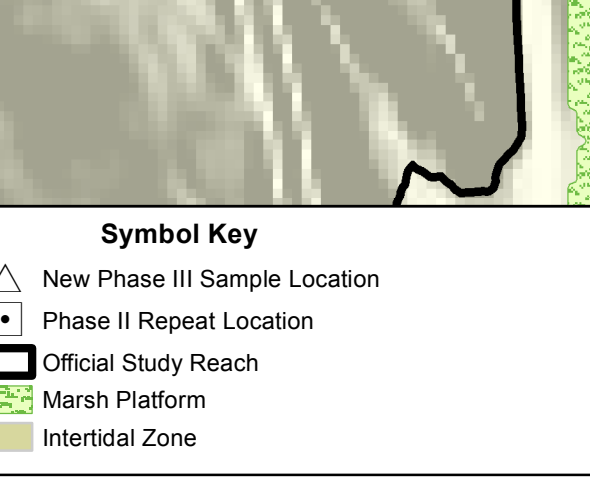 Symbol Key
New Phase III Sample Location
Phase II Repeat Location
Official Study Reach
Marsh Platform
Intertidal Zone